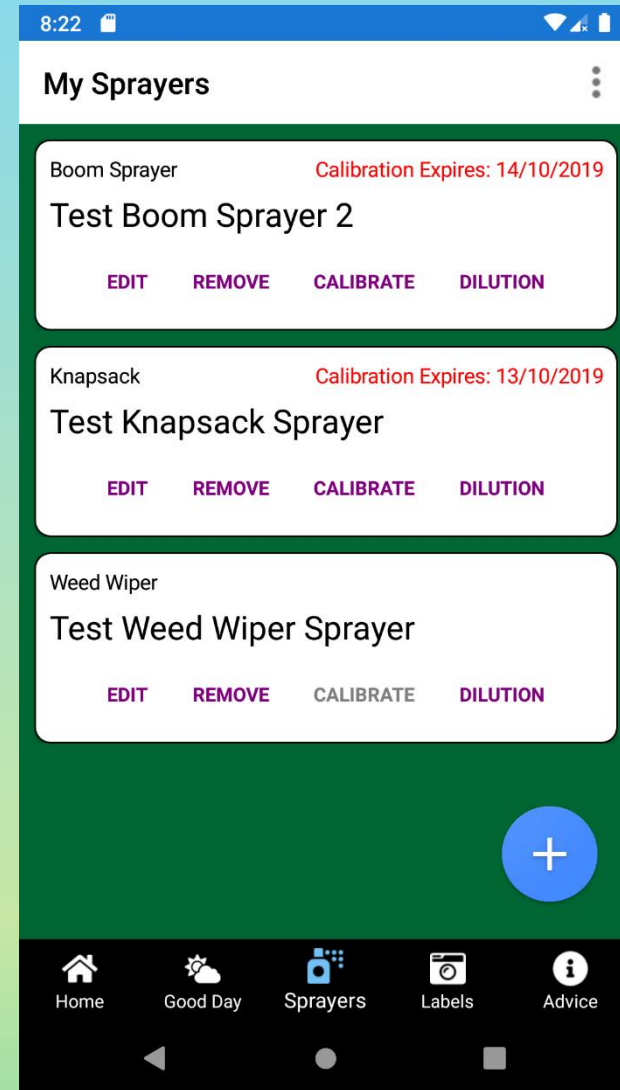 8:22
My Sprayers
Boom Sprayer Calibration Expires: 14/10/2019
Test Boom Sprayer 2
EDIT REMOVE CALIBRATE DILUTION
Knapsack Calibration Expires: 13/10/2019
Test Knapsack Sprayer
EDIT REMOVE CALIBRATE DILUTION
Weed Wiper
Test Weed Wiper Sprayer
EDIT REMOVE CALIBRATE DILUTION
Home Good Day Sprayers Labels Advice